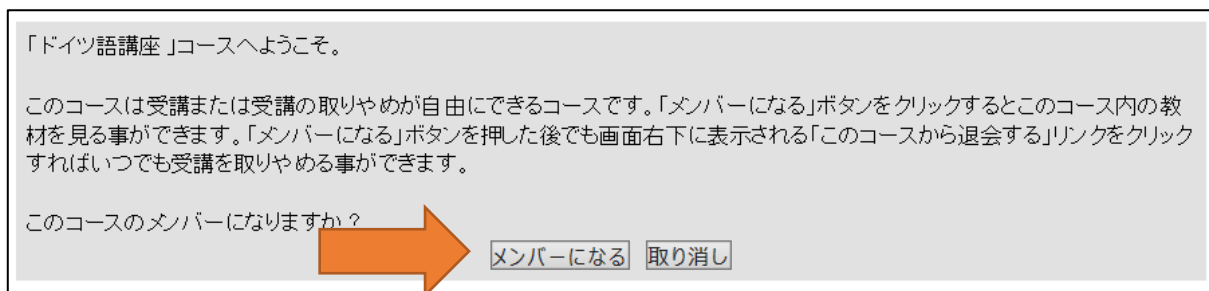 「ドイツ語講座 」コースへようこそ。
このコースは受講または受講の取りやめが自由にできるコースです。「メンバーになる」ボタンをクリックするとこのコース内の教
材を見る事ができます。「メンバーになる」ボタンを押した後でも画面右下に表示される「このコースから退会する」リンクをクリック
すればいつでも受講を取りやめる事ができます。
このコースのメンバーになりますか ?
メンバーになる 取り消し